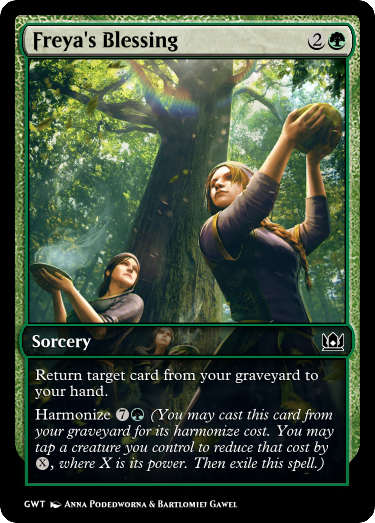 Freya's Blessing 2
Sorcery
Return target card from your graveyard to
your hand.
Harmonize 7 (You may cast this card from
your graveyard for its harmonize cost. You may
tap a creature you control to reduce that cost by
X, where X is its power. Then exile this spell.)
GWT Anna Podedworna & Bartlomiej Gawel